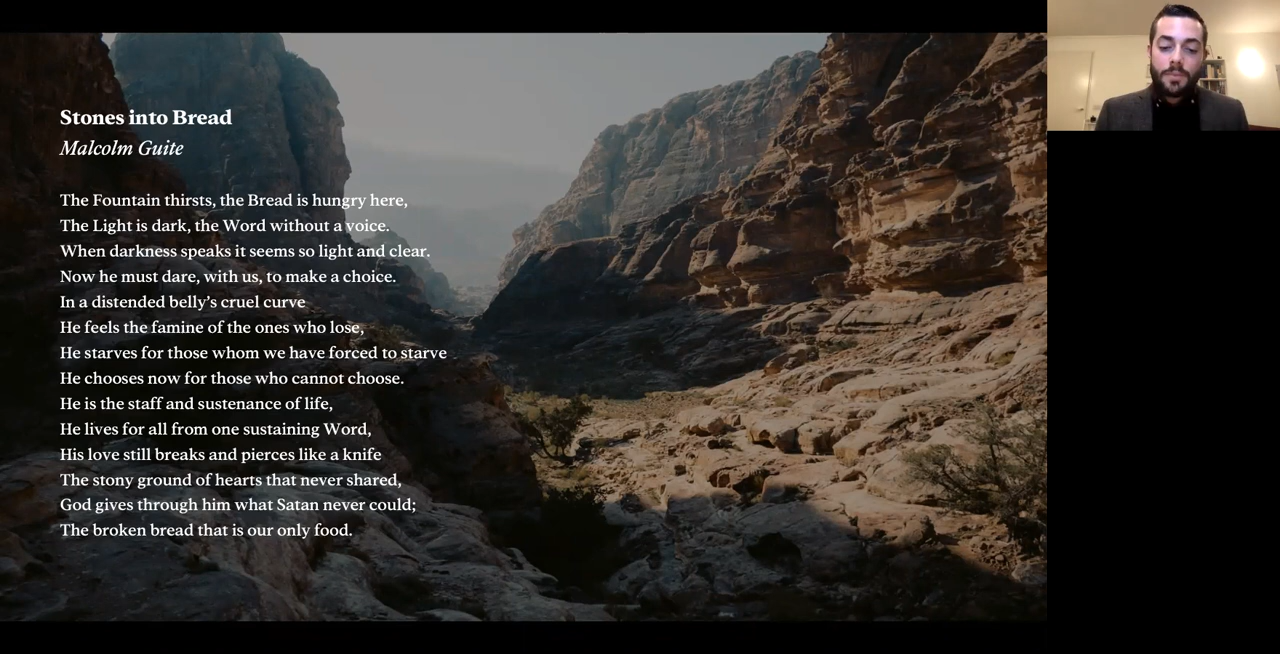 Stones into Bread
Malcolm Guite
The Fountain thirsts, the Bread is hungry here,
The Light is dark, the Word without a voice.
When darkness speaks it seems so light and clear.
Now he must dare, with us, to make a choice.
In a distended belly’s cruel curve
He feels the famine of the ones who lose,
He starves for those whom we have forced to starve
He chooses now for those who cannot choose.
He is the staff and sustenance of life,
He lives for all from one sustaining Word,
His love still breaks and pierces like a knife
The stony ground of hearts that never shared,
God gives through him what Satan never could;
The broken bread that is our only food.